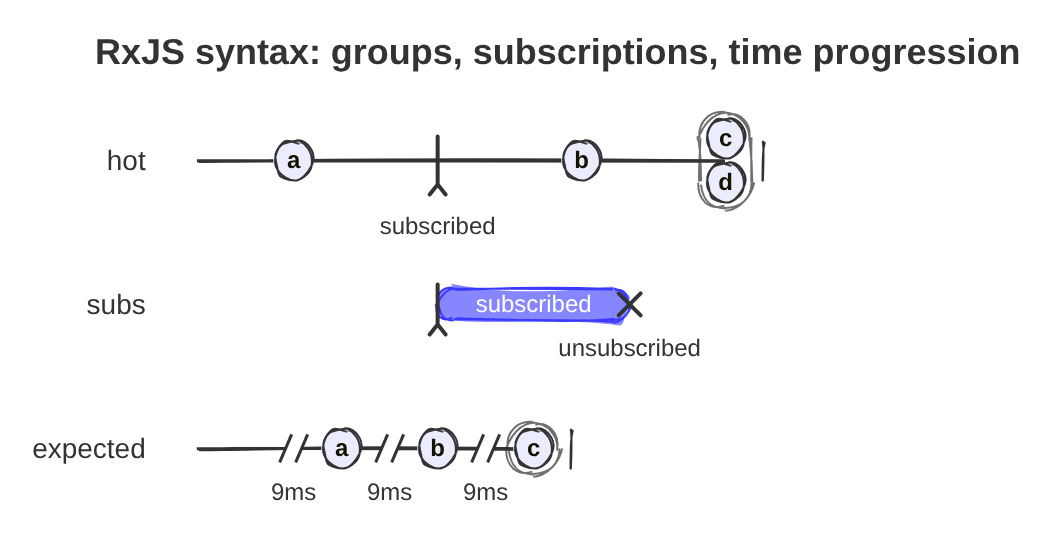 RxJS syntax: groups, subscriptions, time progression
hot
a
b
c
d
subscribed
subs
subscribed
unsubscribed
expected
a
b
c
9ms 9ms 9ms